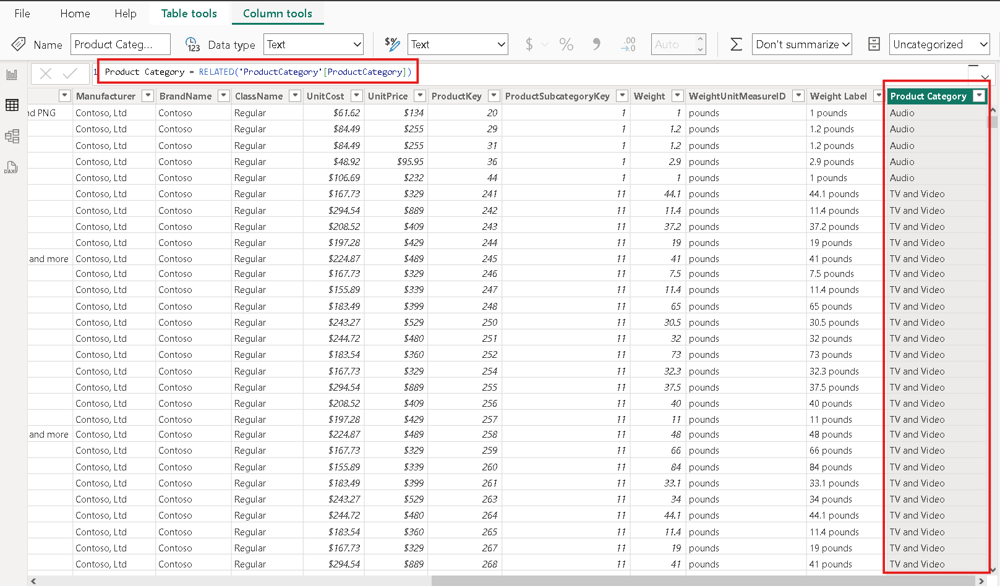 File Home Help Table tools Column tools
Name Product Categ... 123 Data type Text $% Text $ % .00 →.0 Auto Σ Don't summarize Uncategorized
1 Product Category = RELATED('ProductCategory'[ProductCategory])
Manufacturer BrandName ClassName UnitCost UnitPrice ProductKey ProductSubcategoryKey Weight WeightUnitMeasureID Weight Label Product Category
nd PNG Contoso, Ltd Contoso Regular $61.62 $134 20 1 1 pounds 1 pounds Audio
Contoso, Ltd Contoso Regular $84.49 $255 29 1 1.2 pounds 1.2 pounds Audio
Contoso, Ltd Contoso Regular $84.49 $255 31 1 1.2 pounds 1.2 pounds Audio
DAX Contoso, Ltd Contoso Regular $48.92 $95.95 36 1 2.9 pounds 2.9 pounds Audio
Contoso, Ltd Contoso Regular $106.69 $232 44 1 1 pounds 1 pounds Audio
Contoso, Ltd Contoso Regular $167.73 $329 241 11 44.1 pounds 44.1 pounds TV and Video
Contoso, Ltd Contoso Regular $294.54 $889 242 11 11.4 pounds 11.4 pounds TV and Video
Contoso, Ltd Contoso Regular $208.52 $409 243 11 37.2 pounds 37.2 pounds TV and Video
Contoso, Ltd Contoso Regular $197.28 $429 244 11 19 pounds 19 pounds TV and Video
and more Contoso, Ltd Contoso Regular $224.87 $489 245 11 41 pounds 41 pounds TV and Video
Contoso, Ltd Contoso Regular $167.73 $329 246 11 7.5 pounds 7.5 pounds TV and Video
Contoso, Ltd Contoso Regular $155.89 $339 247 11 11.4 pounds 11.4 pounds TV and Video
Contoso, Ltd Contoso Regular $183.49 $399 248 11 65 pounds 65 pounds TV and Video
Contoso, Ltd Contoso Regular $243.27 $529 250 11 30.5 pounds 30.5 pounds TV and Video
Contoso, Ltd Contoso Regular $244.72 $480 251 11 32 pounds 32 pounds TV and Video
Contoso, Ltd Contoso Regular $183.54 $360 252 11 73 pounds 73 pounds TV and Video
Contoso, Ltd Contoso Regular $167.73 $329 254 11 32.3 pounds 32.3 pounds TV and Video
Contoso, Ltd Contoso Regular $294.54 $889 255 11 37.5 pounds 37.5 pounds TV and Video
Contoso, Ltd Contoso Regular $208.52 $409 256 11 40 pounds 40 pounds TV and Video
Contoso, Ltd Contoso Regular $197.28 $429 257 11 11 pounds 11 pounds TV and Video
and more Contoso, Ltd Contoso Regular $224.87 $489 258 11 48 pounds 48 pounds TV and Video
Contoso, Ltd Contoso Regular $167.73 $329 259 11 66 pounds 66 pounds TV and Video
Contoso, Ltd Contoso Regular $155.89 $339 260 11 84 pounds 84 pounds TV and Video
Contoso, Ltd Contoso Regular $183.49 $399 261 11 33.1 pounds 33.1 pounds TV and Video
Contoso, Ltd Contoso Regular $243.27 $529 263 11 34 pounds 34 pounds TV and Video
Contoso, Ltd Contoso Regular $244.72 $480 264 11 44.1 pounds 44.1 pounds TV and Video
Contoso, Ltd Contoso Regular $183.54 $360 265 11 11.4 pounds 11.4 pounds TV and Video
Contoso, Ltd Contoso Regular $167.73 $329 267 11 19 pounds 19 pounds TV and Video
Contoso, Ltd Contoso Regular $294.54 $889 268 11 41 pounds 41 pounds TV and Video